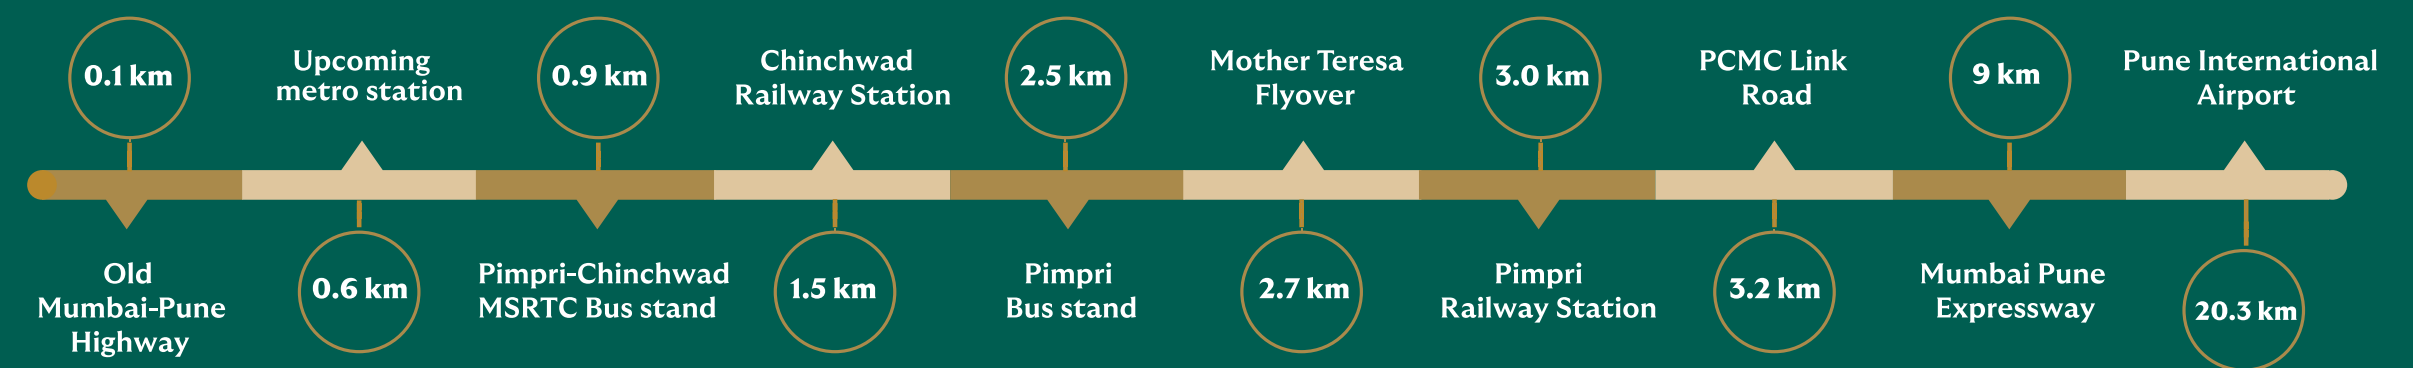 0.1 km
Old
Mumbai-Pune
Highway
Upcoming
metro station
0.6 km
0.9 km
Pimpri-Chinchwad
MSRTC Bus stand
Chinchwad
Railway Station
1.5 km
2.5 km
Pimpri
Bus stand
Mother Teresa
Flyover
2.7 km
3.0 km
Pimpri
Railway Station
PCMC Link
Road
3.2 km
9 km
Mumbai Pune
Expressway
Pune International
Airport
20.3 km